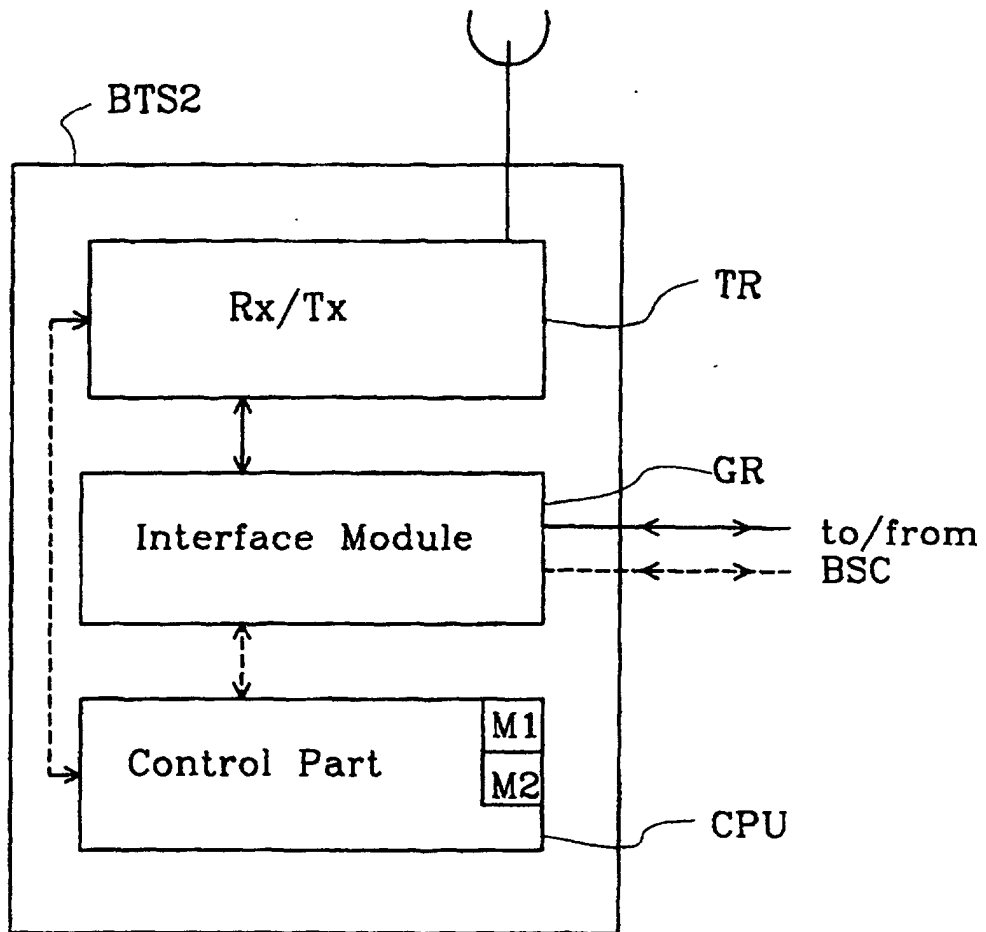 BTS2
Rx/Tx
TR
GR
Interface Module
to/from
BSC
M1
Control Part
M2
CPU